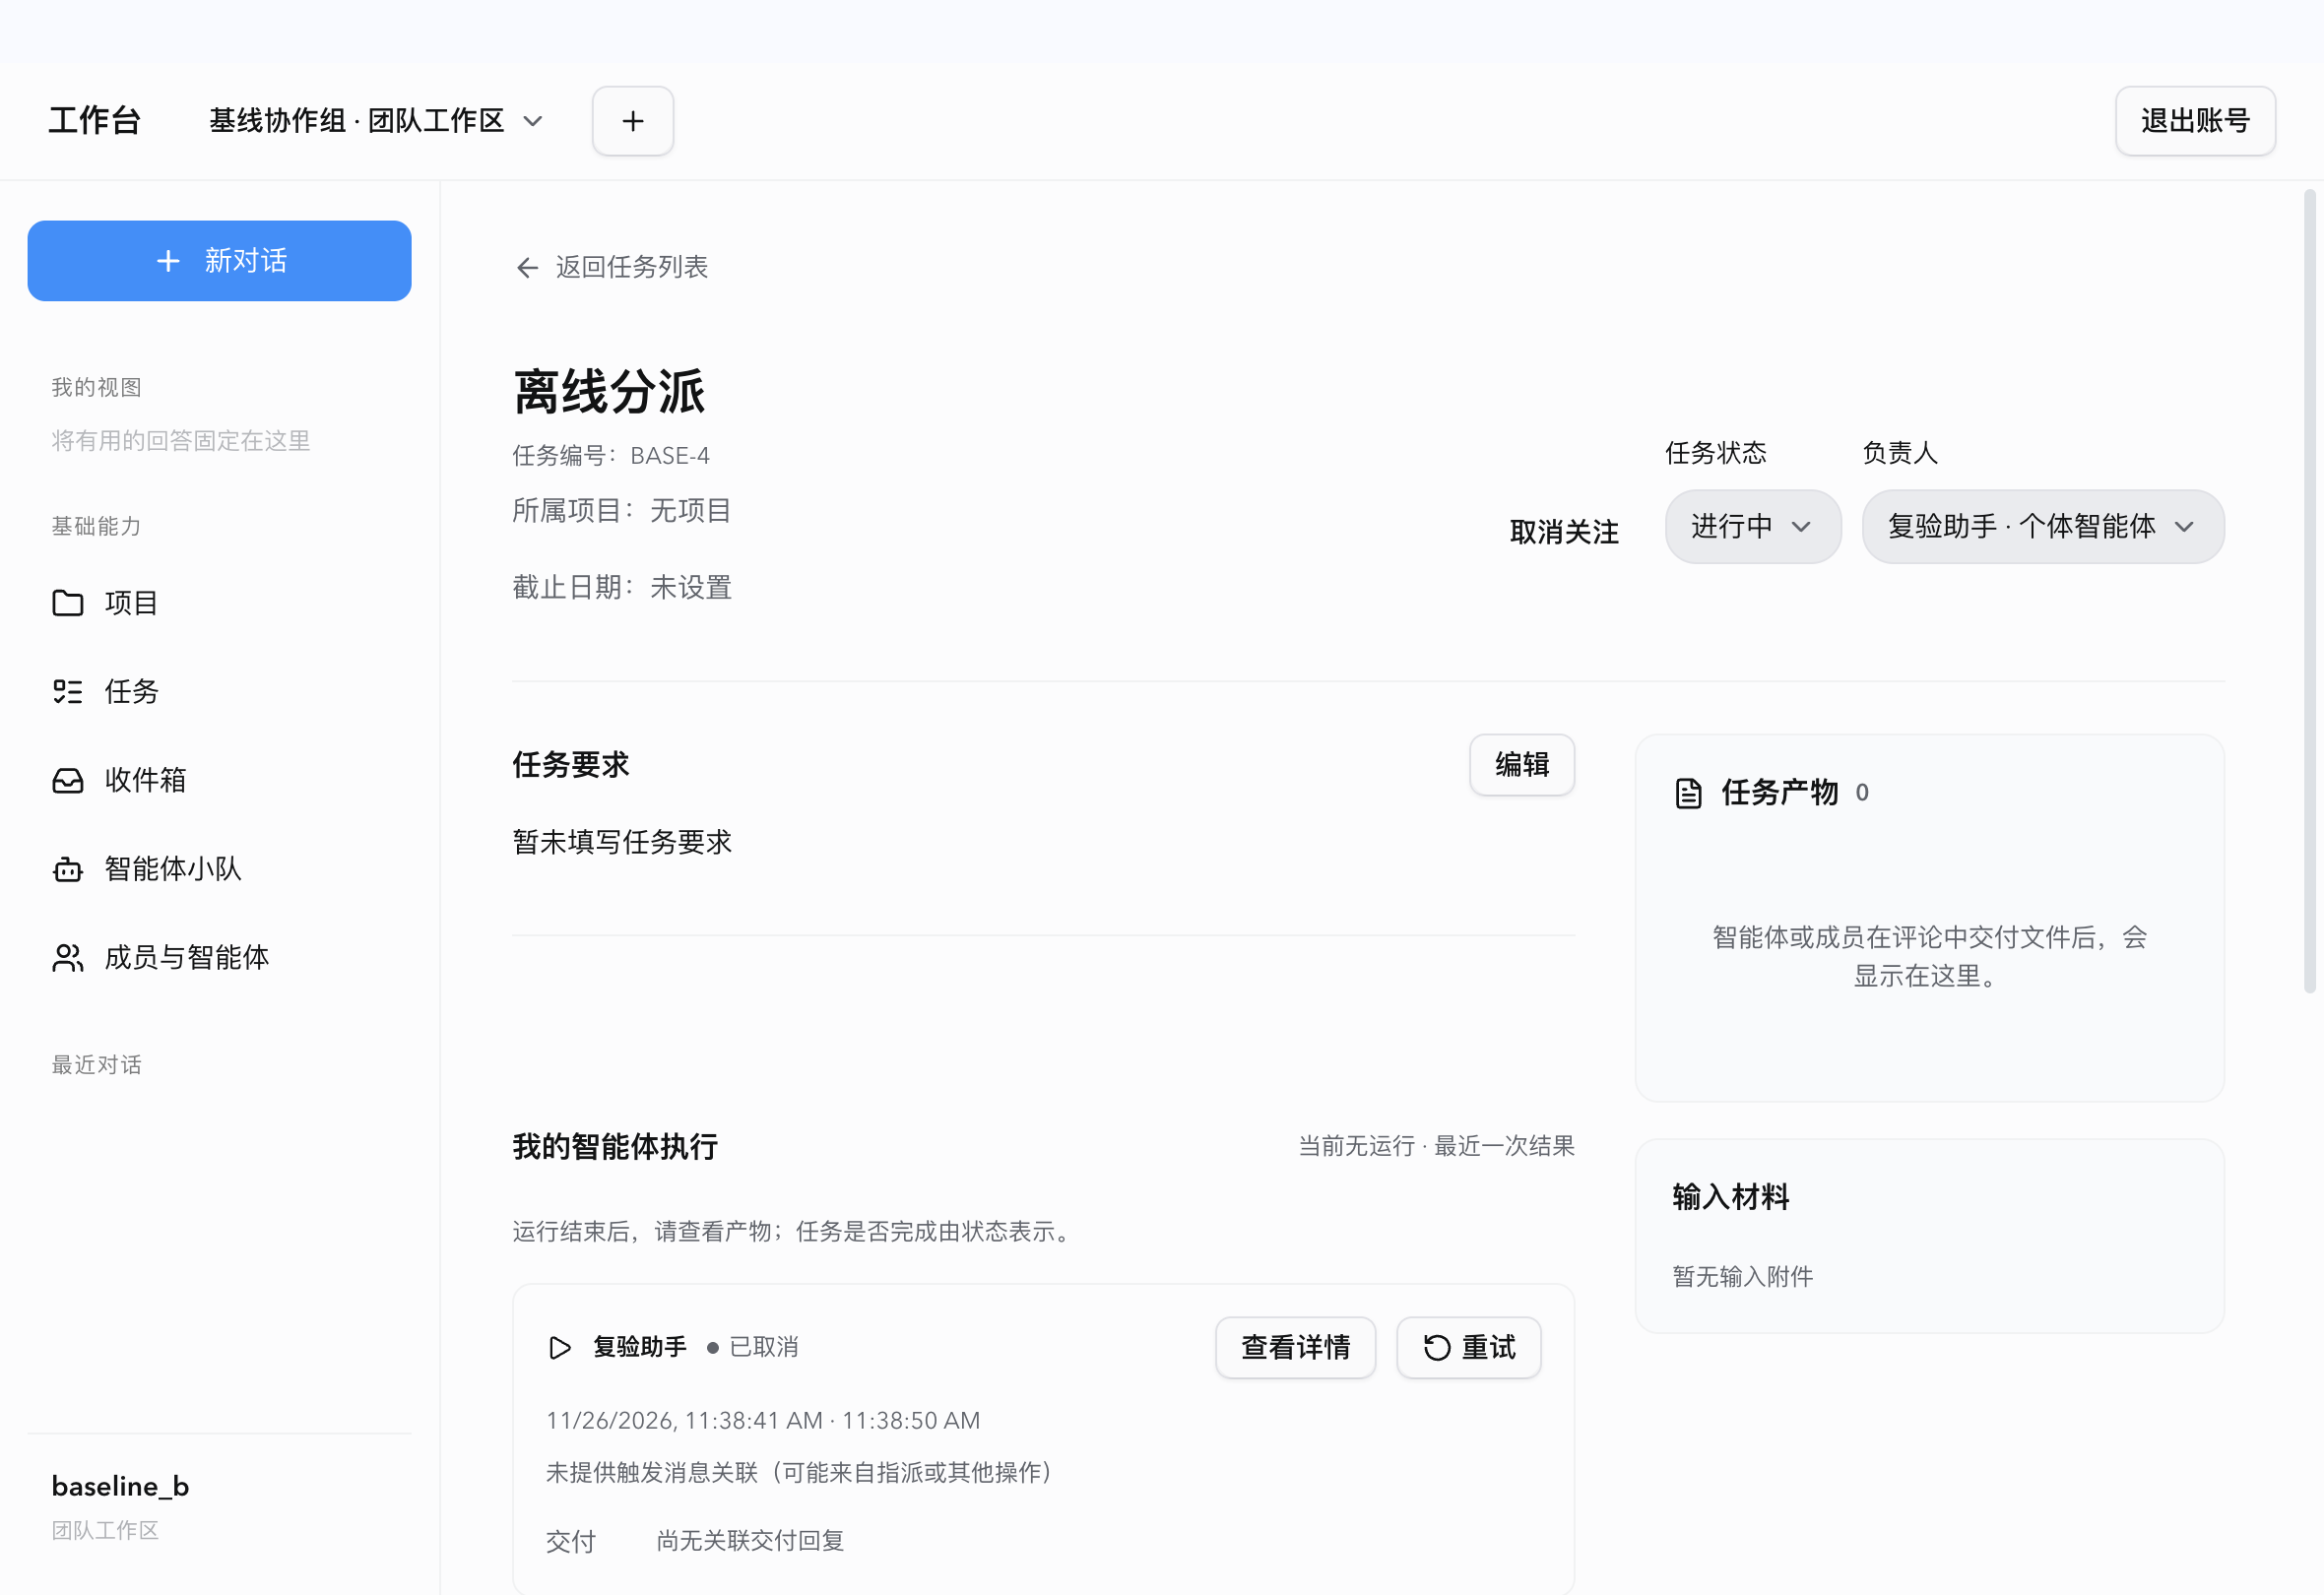 工作台
基线协作组 · 团队工作区
退出账号
新对话
我的视图
将有用的回答固定在这里
基础能力
项目
任务
收件箱
智能体小队
成员与智能体
最近对话
baseline_b
团队工作区
返回任务列表
离线分派
任务编号：BASE-4
所属项目：无项目
截止日期：未设置
取消关注
任务状态
进行中
负责人
复验助手 · 个体智能体
任务要求
编辑
暂未填写任务要求
我的智能体执行
当前无运行 · 最近一次结果
运行结束后，请查看产物；任务是否完成由状态表示。
复验助手 已取消
查看详情
重试
11/26/2026, 11:38:41 AM · 11:38:50 AM
未提供触发消息关联（可能来自指派或其他操作）
交付 尚无关联交付回复
任务产物 0
智能体或成员在评论中交付文件后，会
显示在这里。
输入材料
暂无输入附件